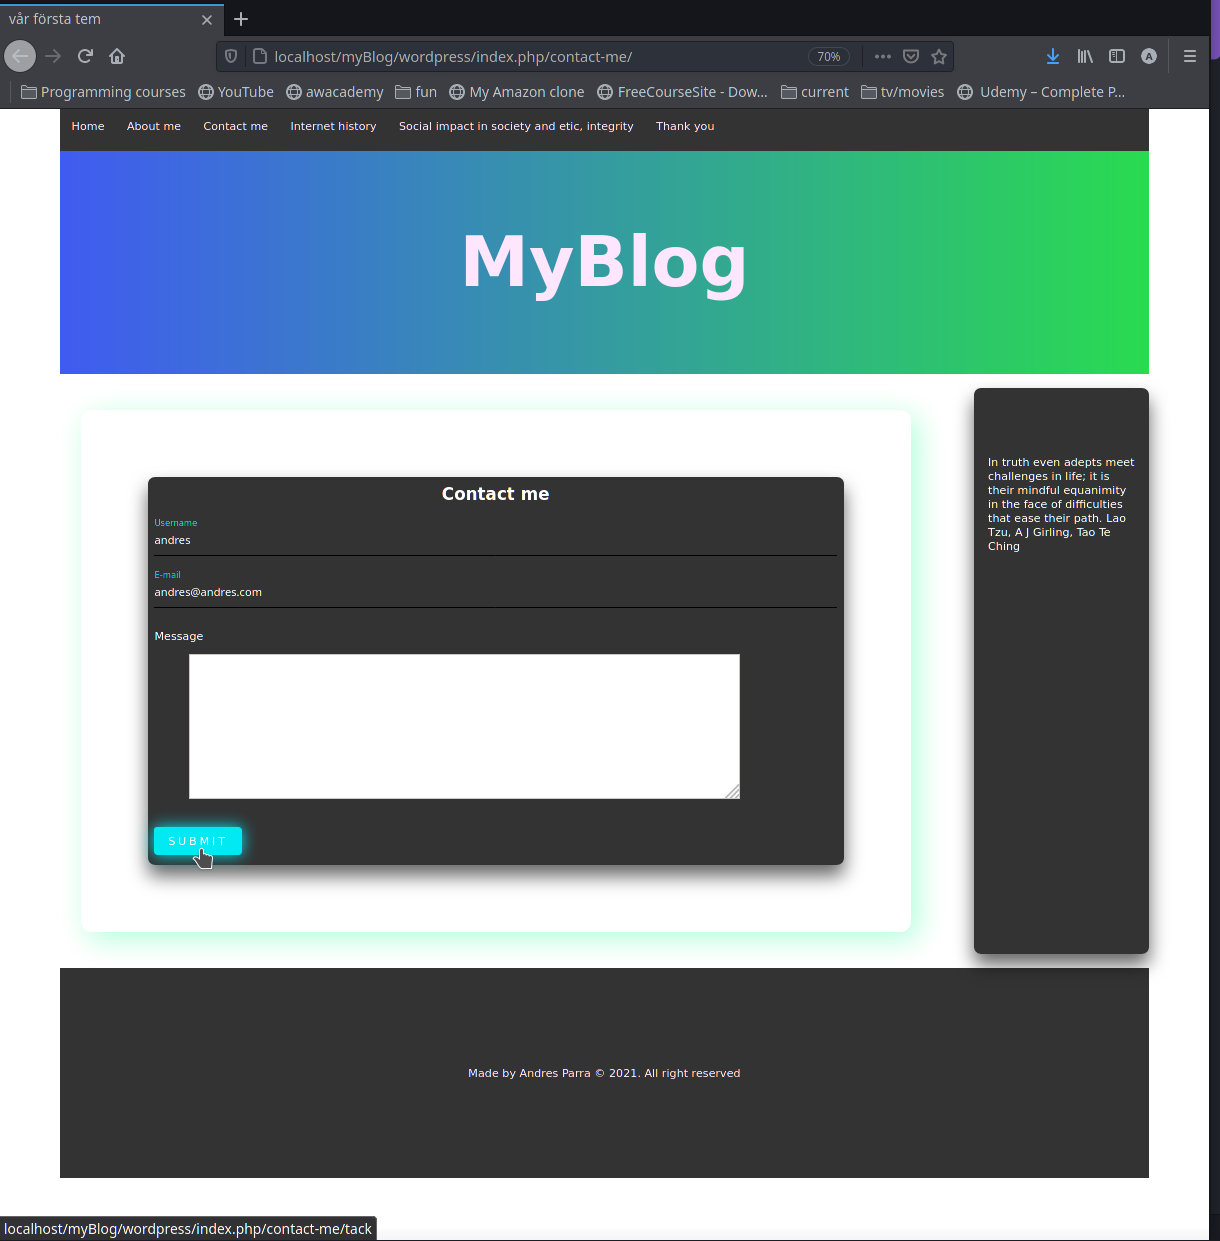 vår första tem
localhost/myBlog/wordpress/index.php/contact-me/
70%
A
Programming courses YouTube awacademy fun My Amazon clone FreeCourseSite - Dow... current tv/movies Udemy – Complete P...
Home About me Contact me Internet history Social impact in society and etic, integrity Thank you
MyBlog
Contact me
Username
andres
E-mail
andres@andres.com
Message
SUBMIT
In truth even adepts meet
challenges in life; it is
their mindful equanimity
in the face of difficulties
that ease their path. Lao
Tzu, A J Girling, Tao Te
Ching
Made by Andres Parra © 2021. All right reserved
localhost/myBlog/wordpress/index.php/contact-me/tack